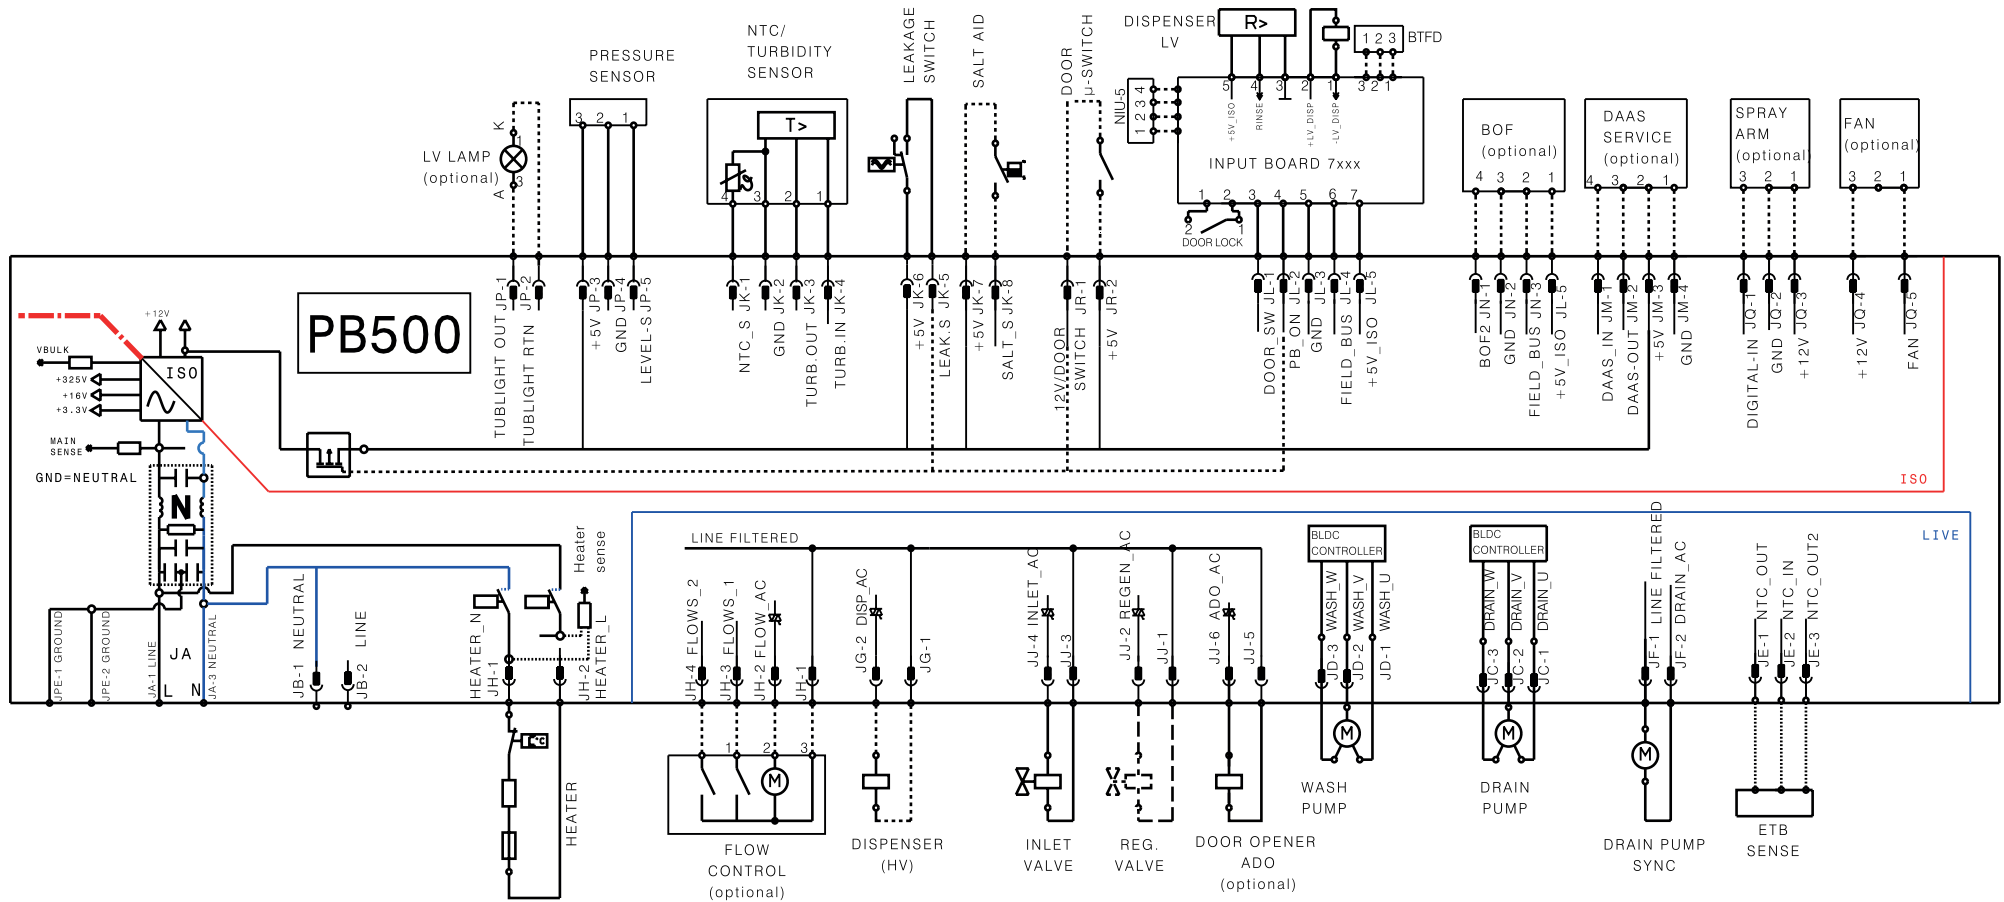 PRESSURE
SENSOR
NTC/
TURBIDITY
SENSOR
LEAKAGE
SWITCH
SALT AID
DOOR
µ-SWITCH
DISPENSER
LV
R>
1 2 3
BTFD
NIU-5
1 2 3 4
5 4 3 2 1
3 2 1
+5V_ISO
RINSE
+LV_DISP
-LV_DISP
INPUT BOARD 7xxx
1 2 3 4 5 6 7
2 1
DOOR LOCK
LV LAMP
(optional)
K
1
A
3
3 2 1
T>
4 3 2 1
BOF
(optional)
4 3 2 1
DAAS
SERVICE
(optional)
4 3 2 1
SPRAY
ARM
(optional)
3 2 1
FAN
(optional)
3 2 1
TUBLIGHT OUT JP-1
TUBLIGHT RTN JP-2
+5V JP-3
GND JP-4
LEVEL-S JP-5
NTC_S JK-1
GND JK-2
TURB.OUT JK-3
TURB.IN JK-4
+5V JK-6
LEAK.S JK-5
+5V JK-7
SALT_S JK-8
12V/DOOR
SWITCH JR-1
+5V JR-2
DOOR_SW JL-1
PB_ON JL-2
GND JL-3
FIELD_BUS JL-4
+5V_ISO JL-5
BOF2 JN-1
GND JN-2
FIELD_BUS JN-3
+5V_ISO JL-5
DAAS_IN JM-1
DAAS-OUT JM-2
+5V JM-3
GND JM-4
DIGITAL-IN JQ-1
GND JQ-2
+12V JQ-3
+12V JQ-4
FAN JQ-5
PB500
+12V
VBULK
ISO
+325V
+16V
+3.3V
MAIN
SENSE
GND=NEUTRAL
N
ISO
LIVE
JPE-1 GROUND
JPE-2 GROUND
JA-1 LINE
JA
L N
JA-3 NEUTRAL
JB-1 NEUTRAL
JB-2 LINE
HEATER_N
JH-1
Heater
sense
JH-2
HEATER_L
°C
HEATER
LINE FILTERED
JH-4 FLOWS_2
JH-3 FLOWS_1
JH-2 FLOW_AC
JH-1
JG-2 DISP_AC
JG-1
JJ-4 INLET_AC
JJ-3
JJ-2 REGEN_AC
JJ-1
JJ-6 ADO_AC
JJ-5
BLDC
CONTROLLER
JD-3 WASH_W
JD-2 WASH_V
JD-1 WASH_U
BLDC
CONTROLLER
JC-3 DRAIN_W
JC-2 DRAIN_V
JC-1 DRAIN_U
JF-1 LINE FILTERED
JF-2 DRAIN_AC
JE-1 NTC_OUT
JE-2 NTC_IN
JE-3 NTC_OUT2
1 2 3
M
M
M
M
FLOW
CONTROL
(optional)
DISPENSER
(HV)
INLET
VALVE
REG.
VALVE
DOOR OPENER
ADO
(optional)
WASH
PUMP
DRAIN
PUMP
DRAIN PUMP
SYNC
ETB
SENSE